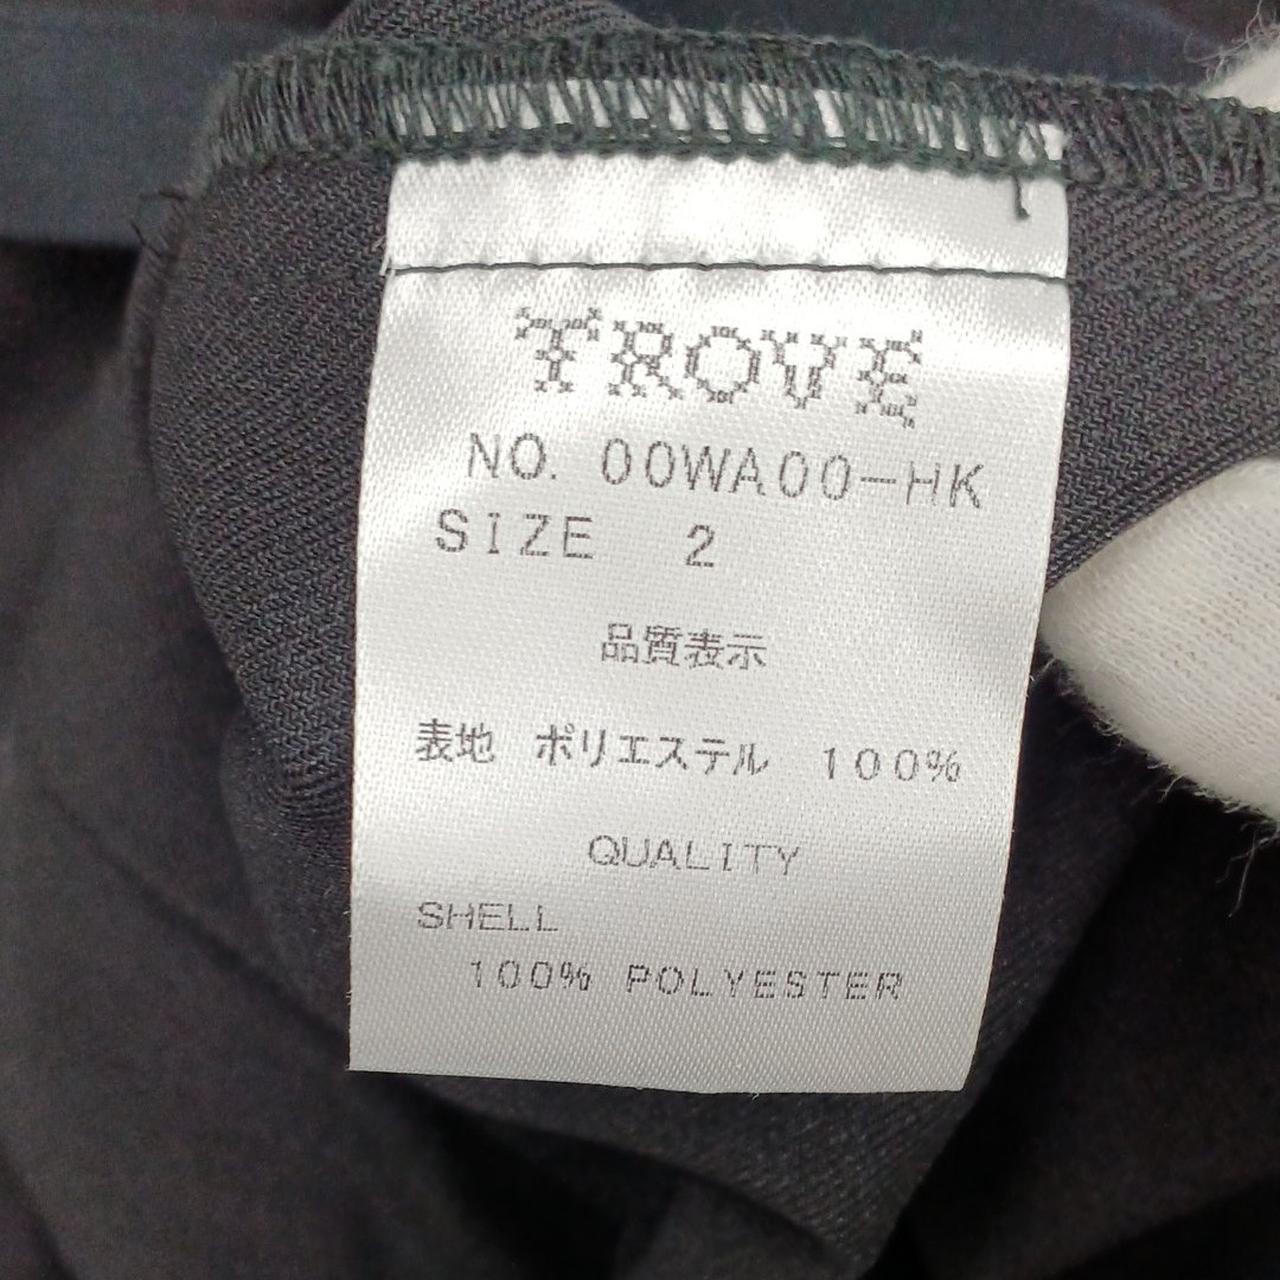 TROVE
NO. 00WA00-HK
SIZE 2
品質表示
表地 ポリエステル 100%
QUALITY
SHELL
100% POLYESTER